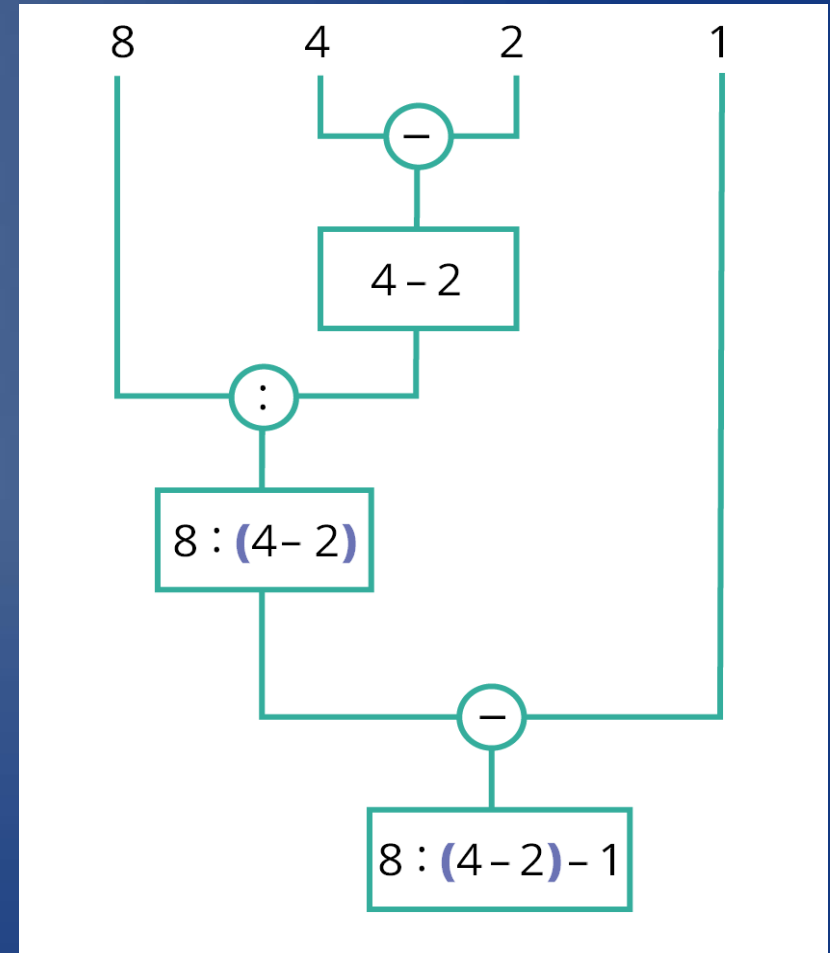 8 4 2 1
–
4 – 2
:
8 : (4 – 2)
–
8 : (4 – 2) – 1